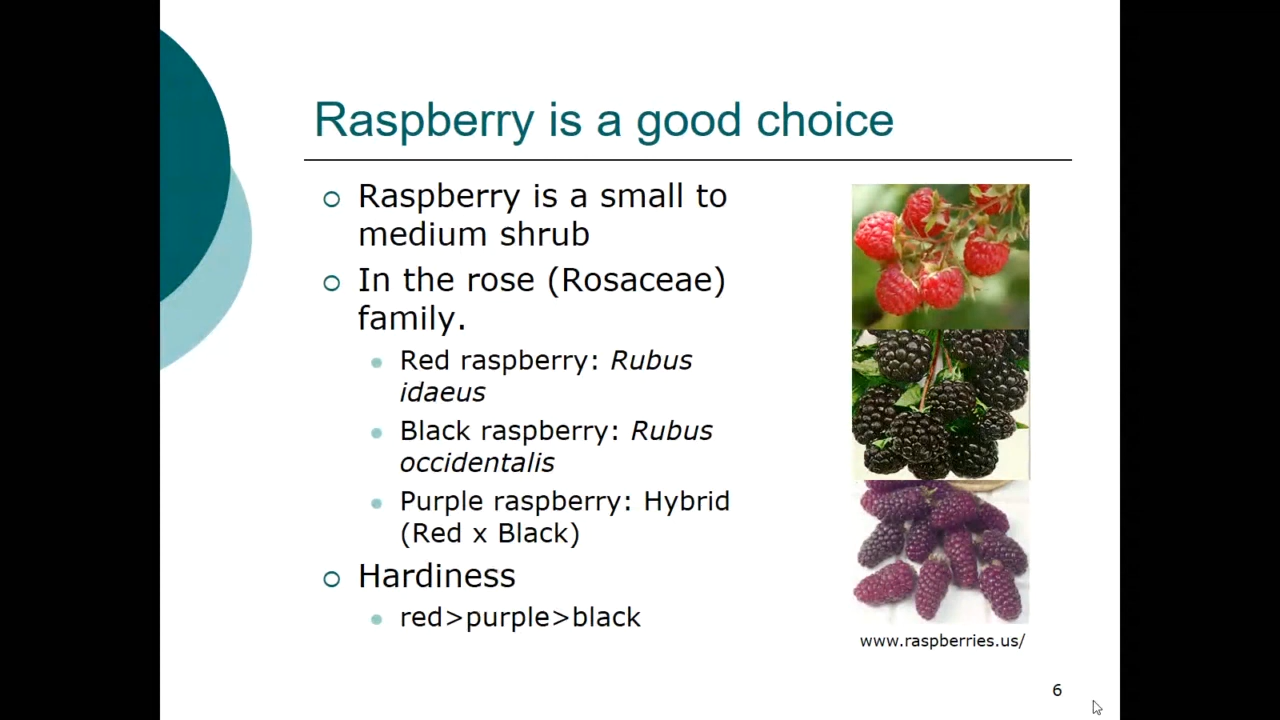 Raspberry is a good choice
Raspberry is a small to
medium shrub
In the rose (Rosaceae)
family.
Red raspberry: Rubus
idaeus
Black raspberry: Rubus
occidentalis
Purple raspberry: Hybrid
(Red x Black)
Hardiness
red>purple>black
www.raspberries.us/
6